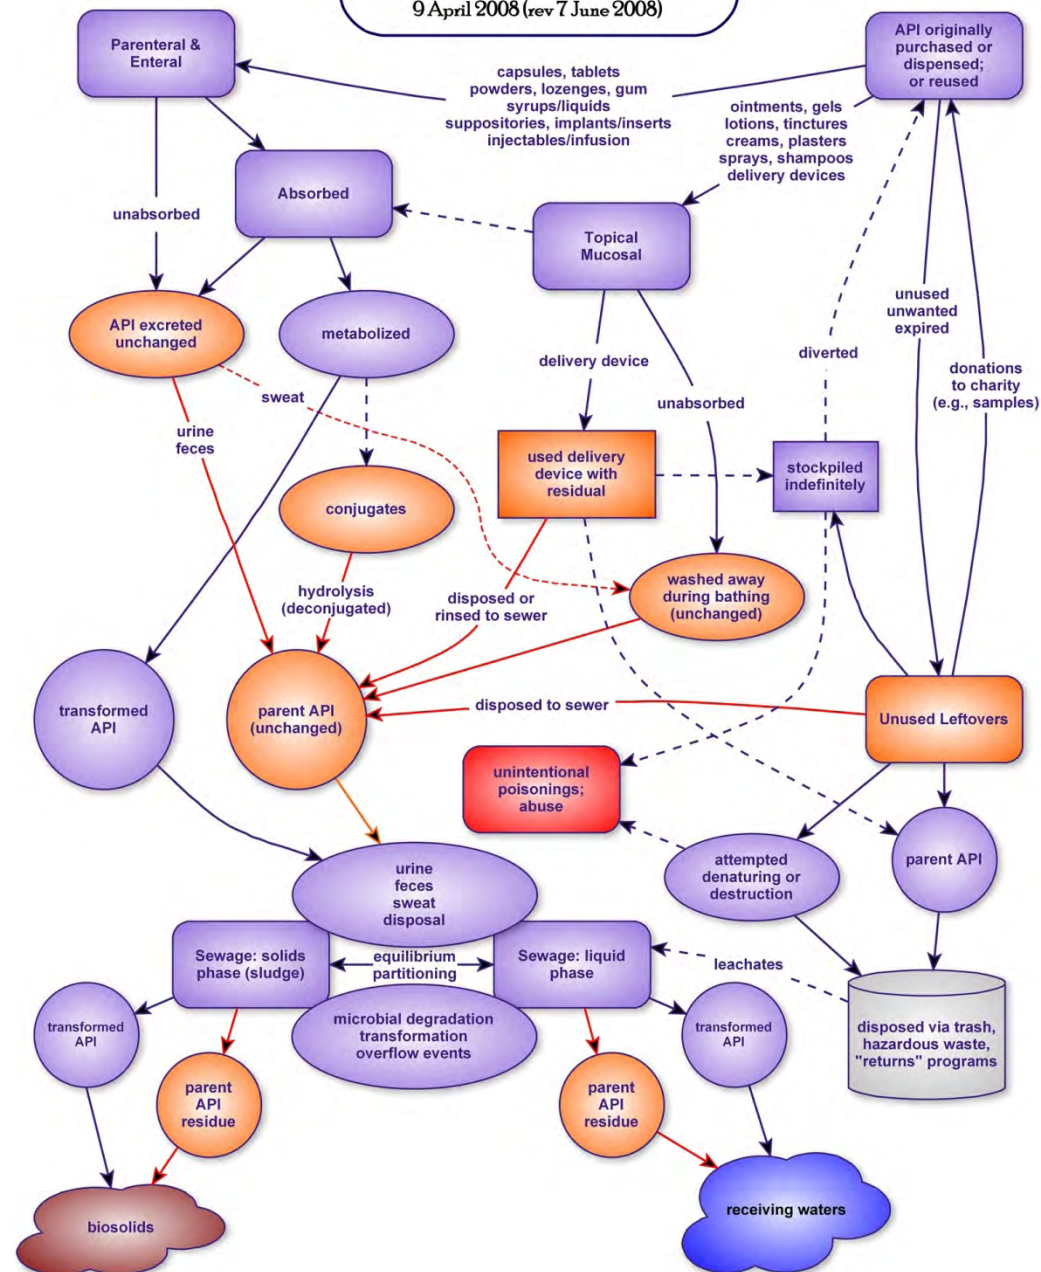 9 April 2008 (rev 7 June 2008)
Parenteral &
Enteral
capsules, tablets
powders, lozenges, gum
syrups/liquids
suppositories, implants/inserts
injectables/infusion
API originally
purchased or
dispensed;
or reused
ointments, gels
lotions, tinctures
creams, plasters
sprays, shampoos
delivery devices
Absorbed
unabsorbed
Topical
Mucosal
API excreted
unchanged
metabolized
unused
unwanted
expired
delivery device
diverted
donations
to charity
(e.g., samples)
sweat
unabsorbed
urine
feces
used delivery
device with
residual
stockpiled
indefinitely
conjugates
hydrolysis
(deconjugated)
disposed or
rinsed to sewer
washed away
during bathing
(unchanged)
transformed
API
parent API
(unchanged)
disposed to sewer
Unused Leftovers
unintentional
poisonings;
abuse
attempted
denaturing or
destruction
parent API
urine
feces
sweat
disposal
Sewage: solids
phase (sludge)
equilibrium
partitioning
Sewage: liquid
phase
leachates
transformed
API
microbial degradation
transformation
overflow events
transformed
API
disposed via trash,
hazardous waste,
"returns" programs
parent
API
residue
parent
API
residue
biosolids
receiving waters